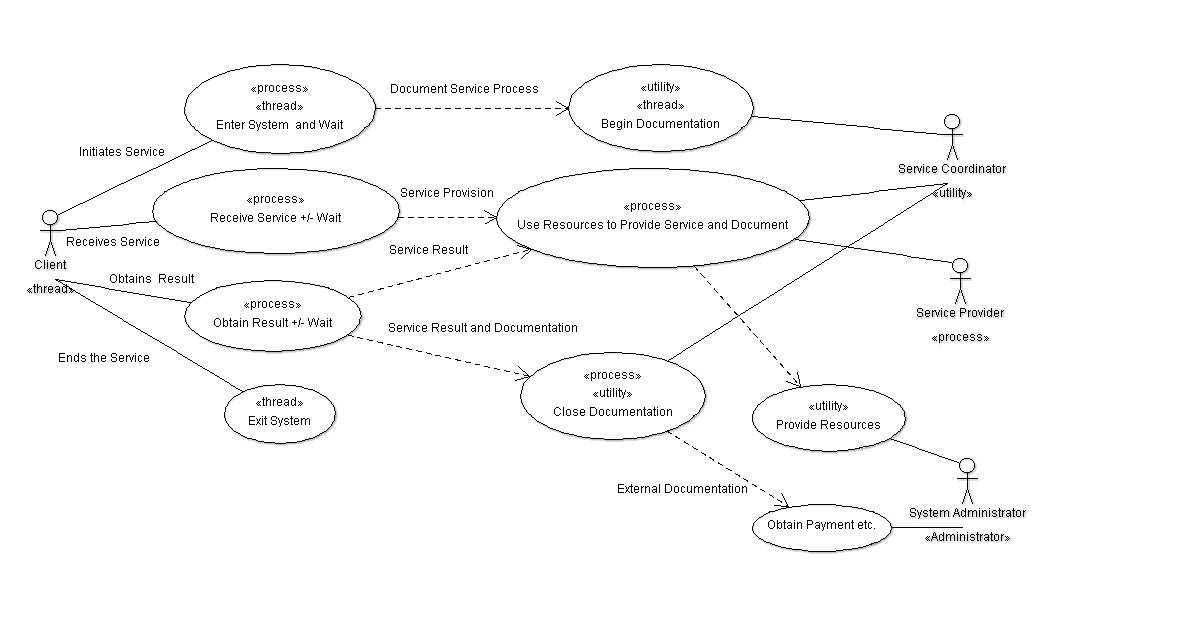 «process»
«thread»
Enter System  and Wait
Document Service Process
«utility»
«thread»
Begin Documentation
Service Coordinator
«utility»
Initiates Service
«process»
Receive Service +/- Wait
Service Provision
«process»
Use Resources to Provide Service and Document
Receives Service
Client
«thread»
Service Result
Obtains  Result
«process»
Obtain Result +/- Wait
Service Provider
«process»
Service Result and Documentation
Ends the Service
«thread»
Exit System
«process»
«utility»
Close Documentation
«utility»
Provide Resources
External Documentation
System Administrator
«Administrator»
Obtain Payment etc.